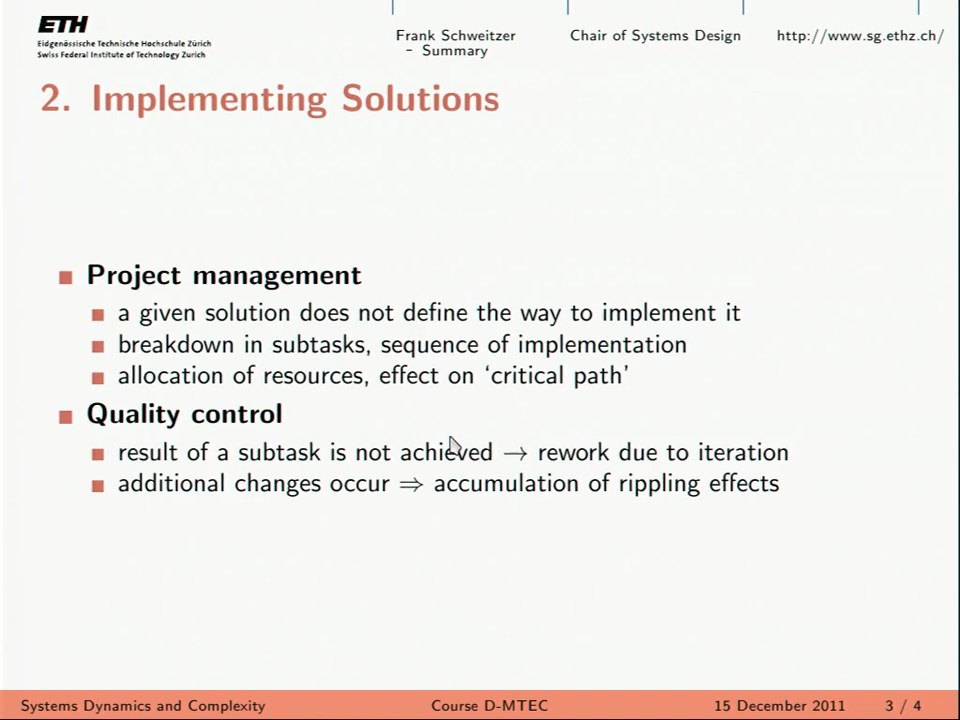 ETH
Eidgenössische Technische Hochschule Zürich
Swiss Federal Institute of Technology Zurich
Frank Schweitzer
– Summary
Chair of Systems Design
http://www.sg.ethz.ch/
2. Implementing Solutions
Project management
a given solution does not define the way to implement it
breakdown in subtasks, sequence of implementation
allocation of resources, effect on ‘critical path’
Quality control
result of a subtask is not achieved → rework due to iteration
additional changes occur ⇒ accumulation of rippling effects
Systems Dynamics and Complexity
Course D-MTEC
15 December 2011
3 / 4